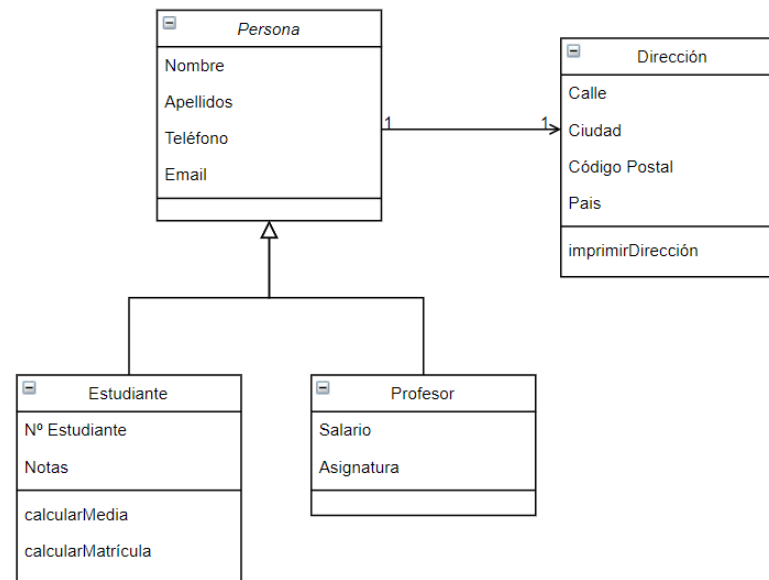 Persona
Nombre
Apellidos
Teléfono
Email
1
1
Dirección
Calle
Ciudad
Código Postal
Pais
imprimirDirección
Estudiante
Nº Estudiante
Notas
calcularMedia
calcularMatrícula
Profesor
Salario
Asignatura